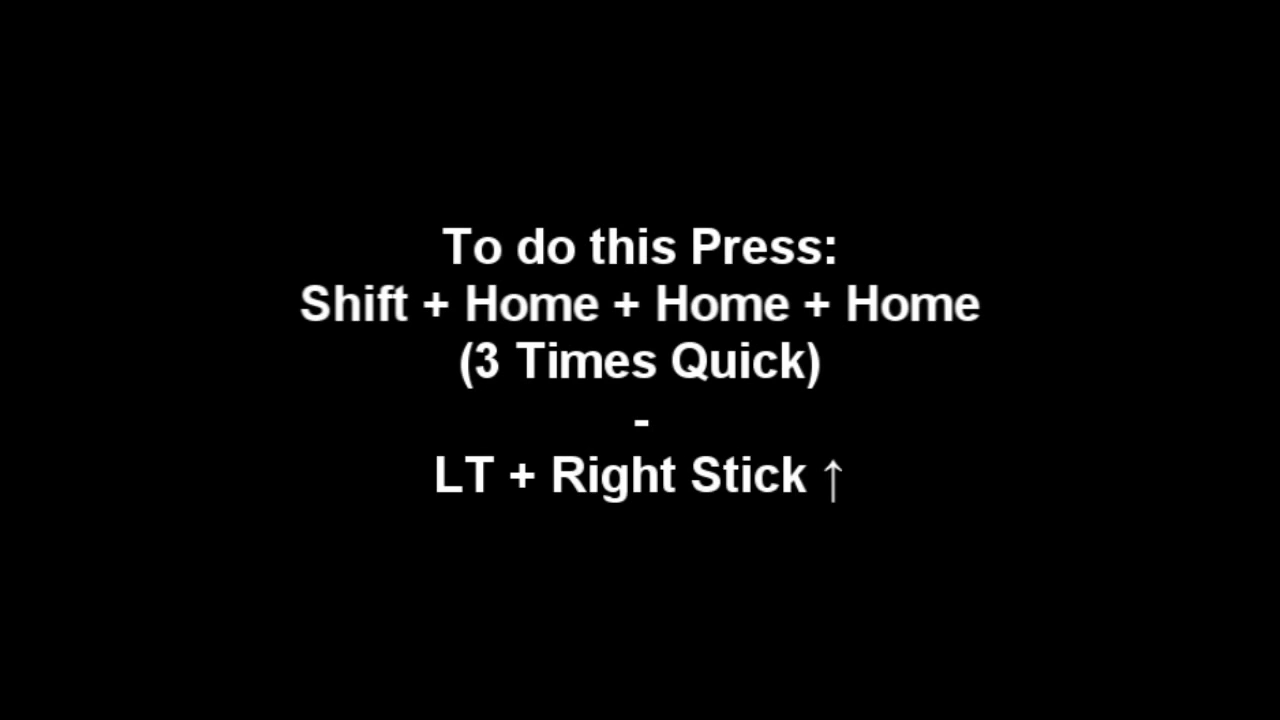 To do this Press:
Shift + Home + Home + Home
(3 Times Quick)
-
LT + Right Stick ↑